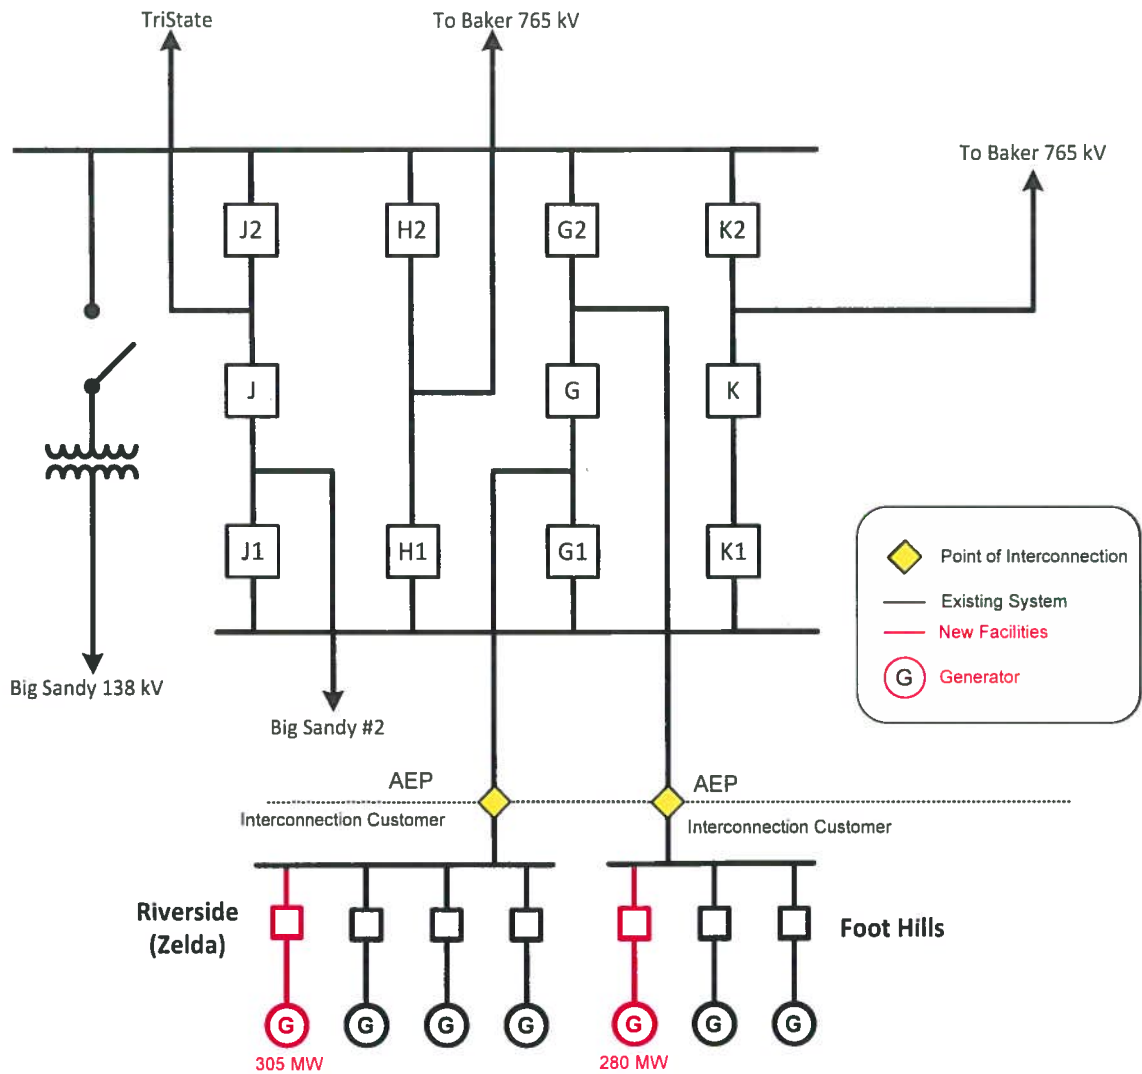 TriState
To Baker 765 kV
To Baker 765 kV
J2
H2
G2
K2
J
G
K
J1
H1
G1
K1
Point of Interconnection
Existing System
New Facilities
G
Generator
Big Sandy 138 kV
Big Sandy #2
AEP
AEP
Interconnection Customer
Interconnection Customer
Riverside
(Zelda)
Foot Hills
G
G
G
G
G
G
G
305 MW
280 MW